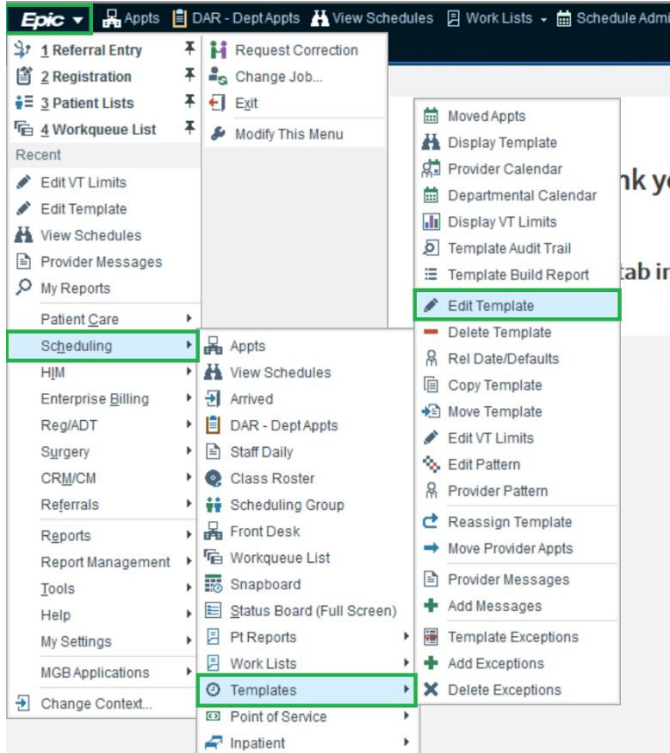 Epic
Appts
DAR - Dept Appts
View Schedules
Work Lists
Schedule Admi
1 Referral Entry
2 Registration
3 Patient Lists
4 Workqueue List
Recent
Edit VT Limits
Edit Template
View Schedules
Provider Messages
My Reports
Patient Care
Scheduling
HIM
Enterprise Billing
Reg/ADT
Surgery
CRM/CM
Referrals
Reports
Report Management
Tools
Help
My Settings
MGB Applications
Change Context...
Request Correction
Change Job...
Exit
Modify This Menu
Appts
View Schedules
Arrived
DAR - Dept Appts
Staff Daily
Class Roster
Scheduling Group
Front Desk
Workqueue List
Snapboard
Status Board (Full Screen)
Pt Reports
Work Lists
Templates
Point of Service
Inpatient
Moved Appts
Display Template
Provider Calendar
Departmental Calendar
Display VT Limits
Template Audit Trail
Template Build Report
Edit Template
Delete Template
Rel Date/Defaults
Copy Template
Move Template
Edit VT Limits
Edit Pattern
Provider Pattern
Reassign Template
Move Provider Appts
Provider Messages
Add Messages
Template Exceptions
Add Exceptions
Delete Exceptions
nk yo
tab in